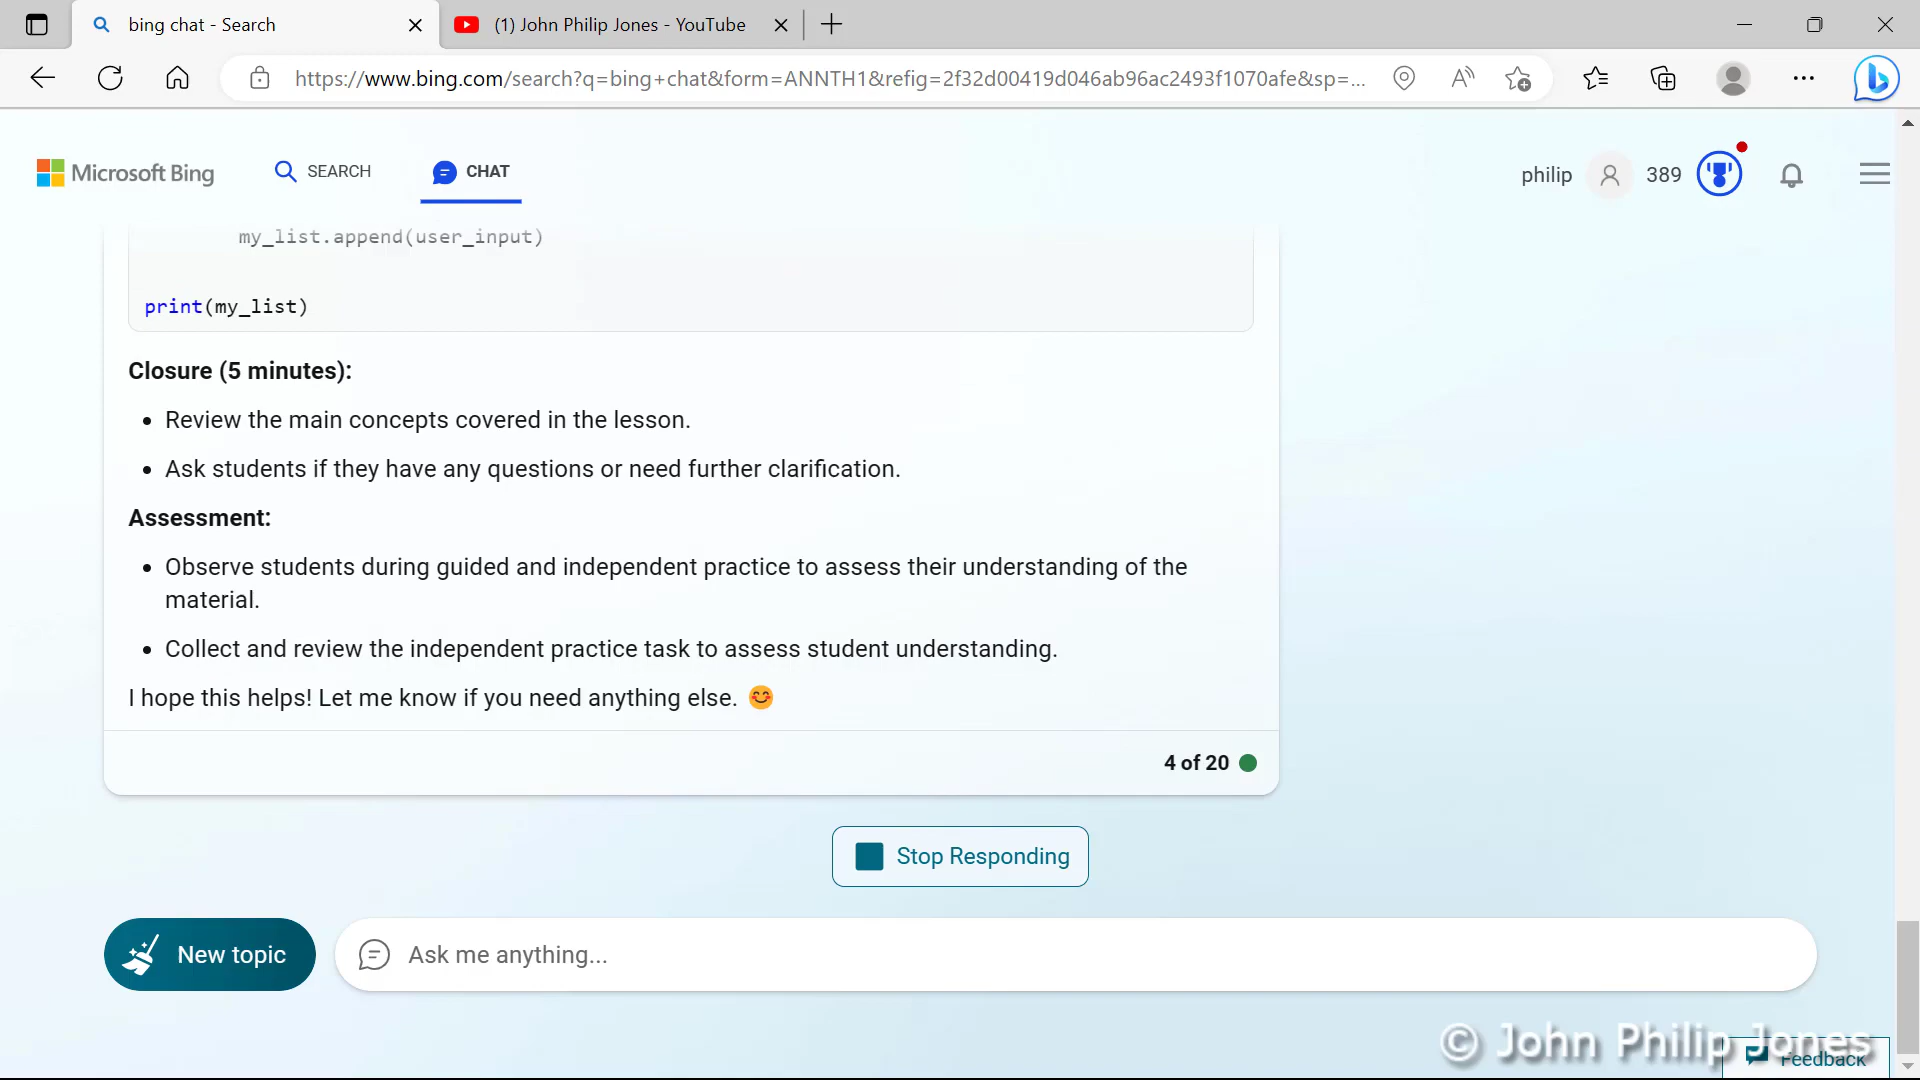 bing chat - Search
(1) John Philip Jones - YouTube
https://www.bing.com/search?q=bing+chat&form=ANNTH1&refig=2f32d00419d046ab96ac2493f1070afe&sp=...
Microsoft Bing
SEARCH
CHAT
philip
389
my_list.append(user_input)
print(my_list)
Closure (5 minutes):
• Review the main concepts covered in the lesson.
• Ask students if they have any questions or need further clarification.
Assessment:
• Observe students during guided and independent practice to assess their understanding of the
material.
• Collect and review the independent practice task to assess student understanding.
I hope this helps! Let me know if you need anything else. 😊
4 of 20
Stop Responding
New topic
Ask me anything...
© John Philip Jones
Feedback